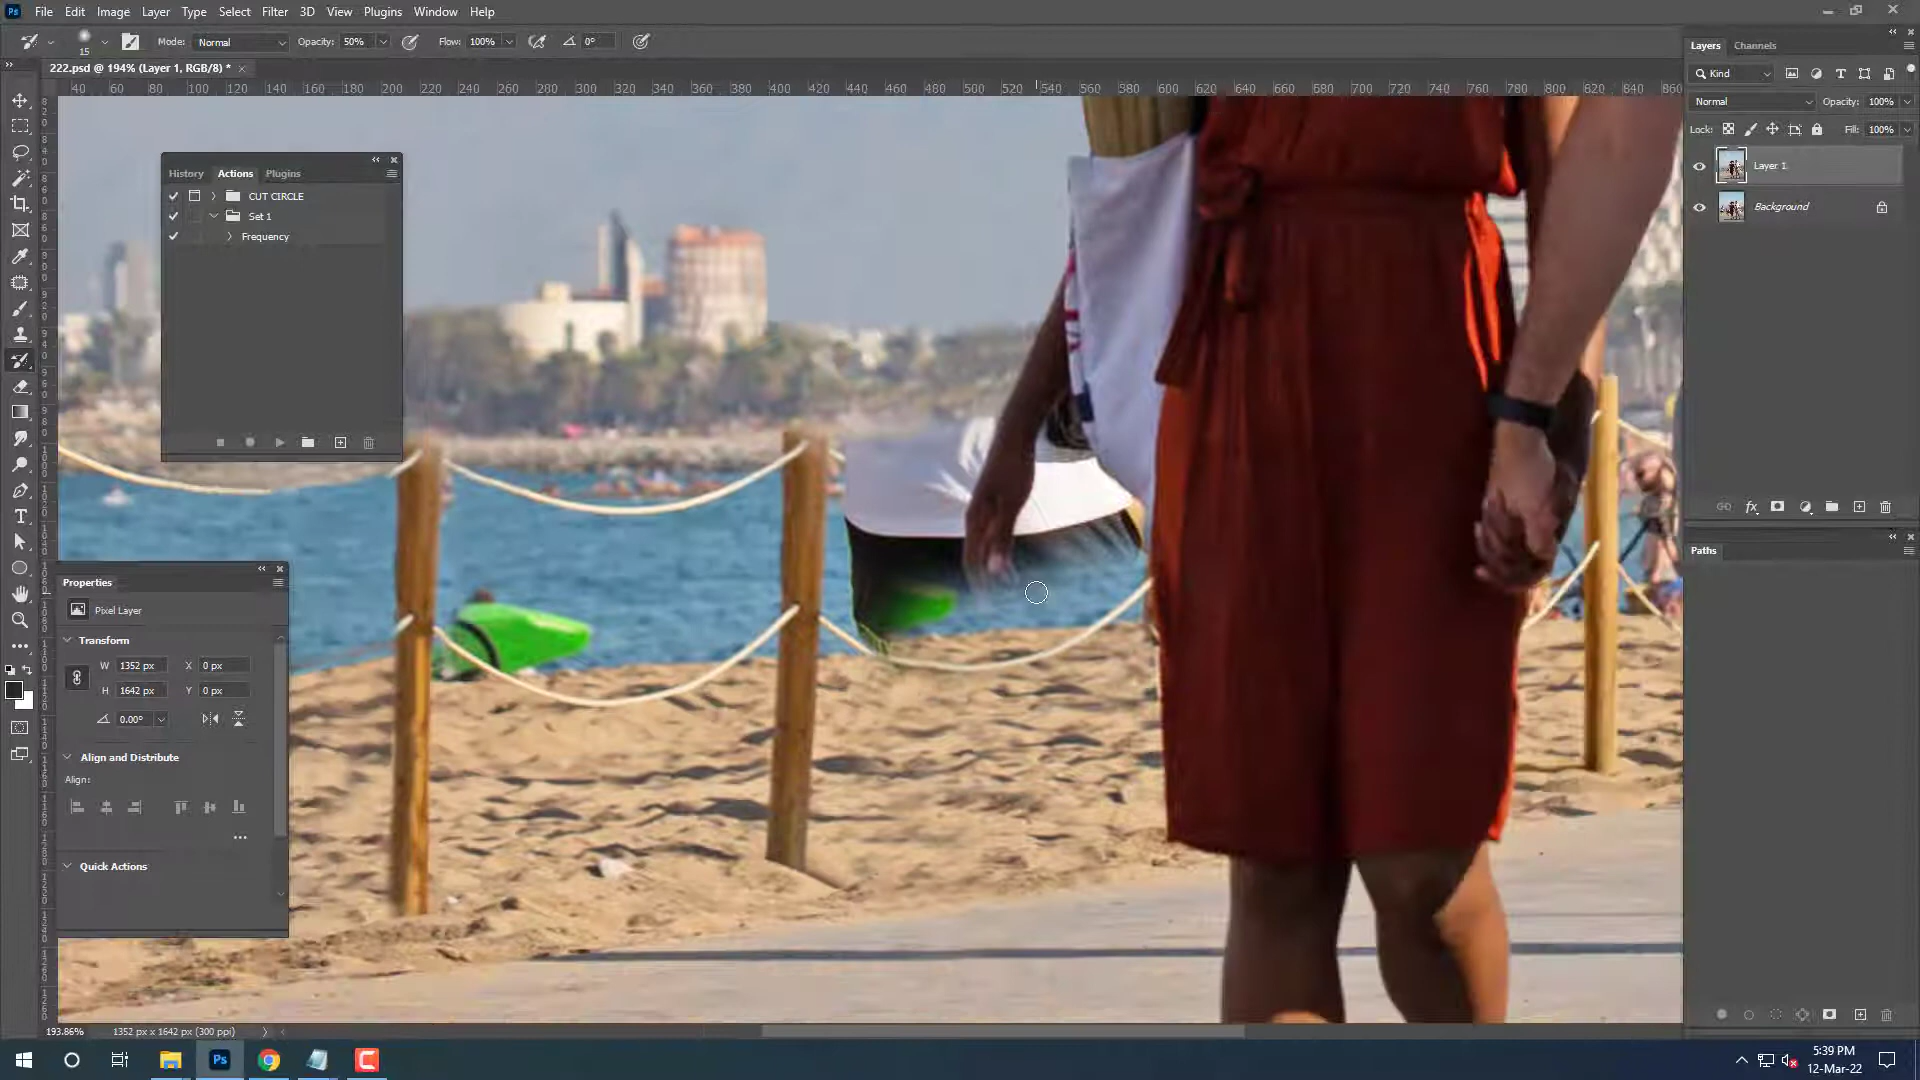 Ps File Edit Image Layer Type Select Filter 3D View Plugins Window Help
15 Mode: Normal Opacity: 50% Flow: 100% 0°
222.psd @ 194% (Layer 1, RGB/8) *
40 60 80 100 120 140 160 180 200 220 240 260 280 300 320 340 360 380 400 420 440 460 480 500 520 540 560 580 600 620 640 660 680 700 720 740 760 780 800 820 840 860
History Actions Plugins
CUT CIRCLE
Set 1
Frequency
Properties
Pixel Layer
Transform
W 1352 px X 0 px
H 1642 px Y 0 px
0.00°
Align and Distribute
Align:
Quick Actions
Layers Channels
Kind
Normal Opacity: 100%
Lock: Fill: 100%
Layer 1
Background
fx
Paths
193.86% 1352 px x 1642 px (300 ppi)
Ps
5:39 PM
12-Mar-22